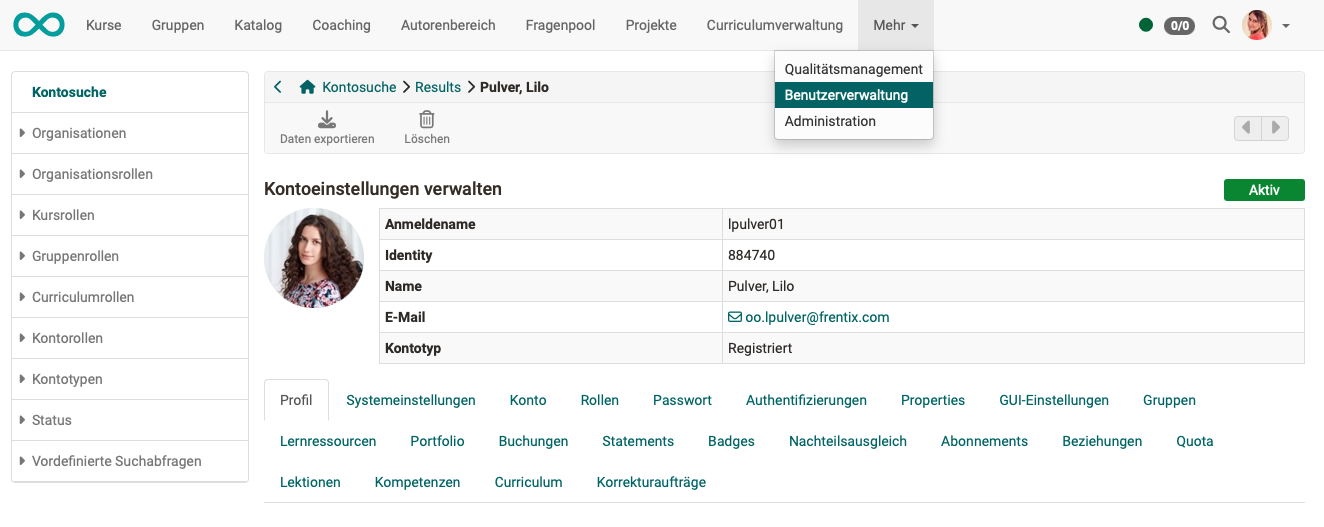 Kurse Gruppen Katalog Coaching Autorenbereich Fragenpool Projekte Curriculumverwaltung Mehr 0/0
Qualitätsmanagement
Benutzerverwaltung
Administration
Kontosuche
Organisationen
Organisationsrollen
Kursrollen
Gruppenrollen
Curriculumrollen
Kontorollen
Kontotypen
Status
Vordefinierte Suchabfragen
Kontosuche Results Pulver, Lilo
Daten exportieren Löschen
Kontoeinstellungen verwalten Aktiv
Anmeldename lpulver01
Identity 884740
Name Pulver, Lilo
E-Mail oo.lpulver@frentix.com
Kontotyp Registriert
Profil Systemeinstellungen Konto Rollen Passwort Authentifizierungen Properties GUI-Einstellungen Gruppen
Lernressourcen Portfolio Buchungen Statements Badges Nachteilsausgleich Abonnements Beziehungen Quota
Lektionen Kompetenzen Curriculum Korrekturaufträge